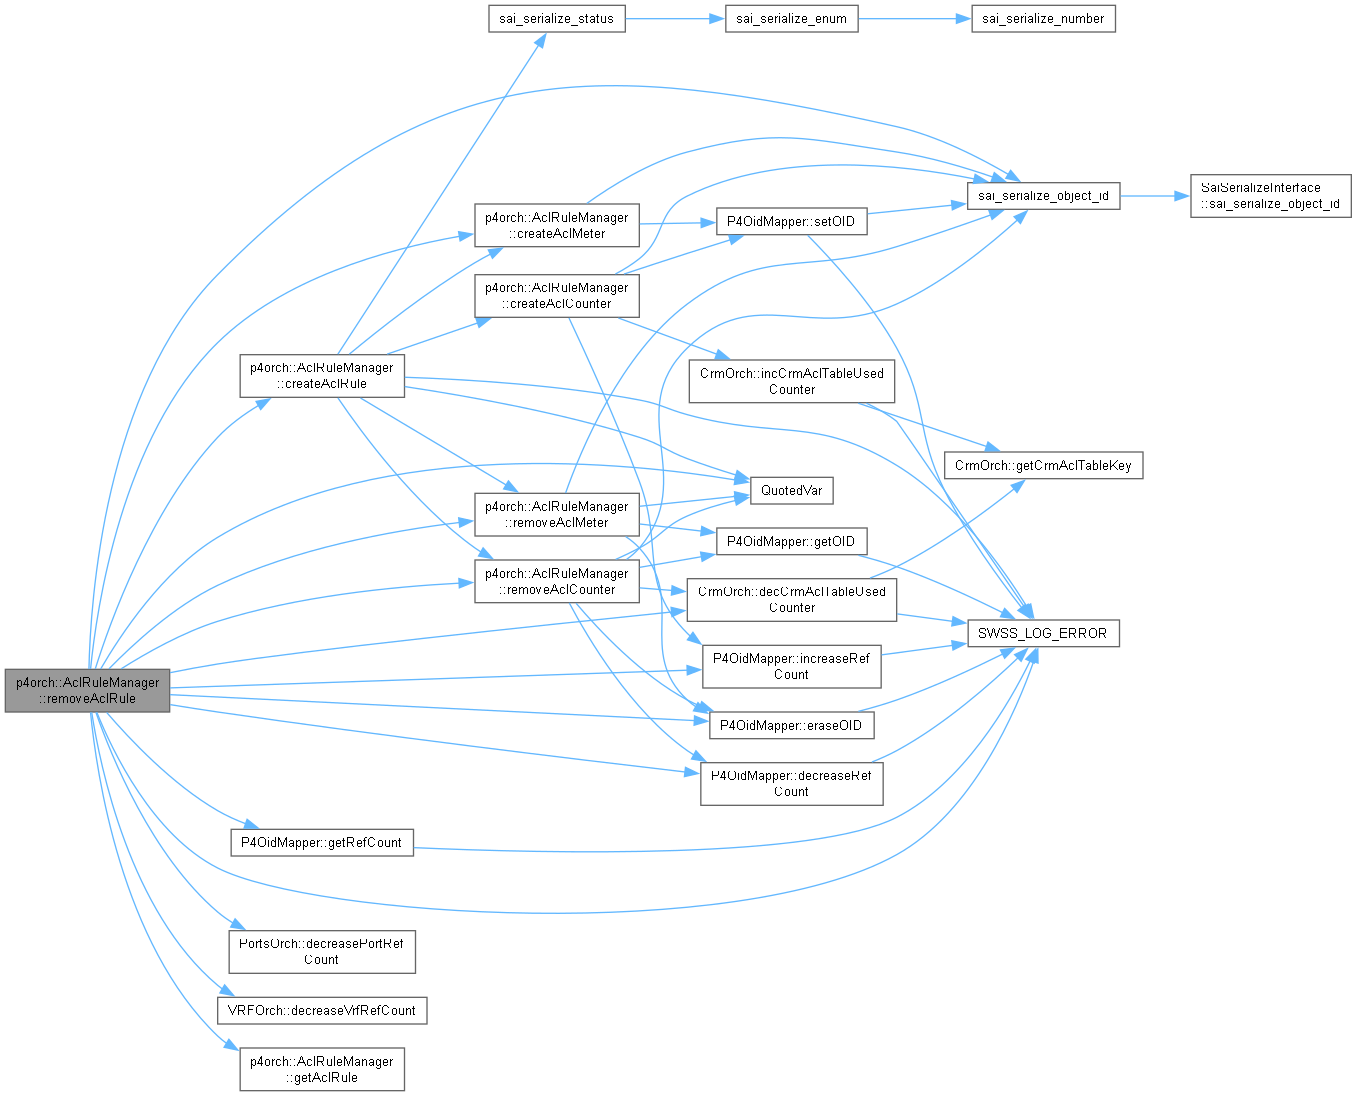 sai_serialize_status
sai_serialize_enum
sai_serialize_number
sai_serialize_object_id
SaiSerializeInterface
::sai_serialize_object_id
p4orch::AclRuleManager
::createAclMeter
P4OidMapper::setOID
p4orch::AclRuleManager
::createAclCounter
p4orch::AclRuleManager
::createAclRule
CrmOrch::incCrmAclTableUsed
Counter
CrmOrch::getCrmAclTableKey
QuotedVar
p4orch::AclRuleManager
::removeAclMeter
P4OidMapper::getOID
p4orch::AclRuleManager
::removeAclCounter
CrmOrch::decCrmAclTableUsed
Counter
SWSS_LOG_ERROR
P4OidMapper::increaseRef
Count
p4orch::AclRuleManager
::removeAclRule
P4OidMapper::eraseOID
P4OidMapper::decreaseRef
Count
P4OidMapper::getRefCount
PortsOrch::decreasePortRef
Count
VRFOrch::decreaseVrfRefCount
p4orch::AclRuleManager
::getAclRule